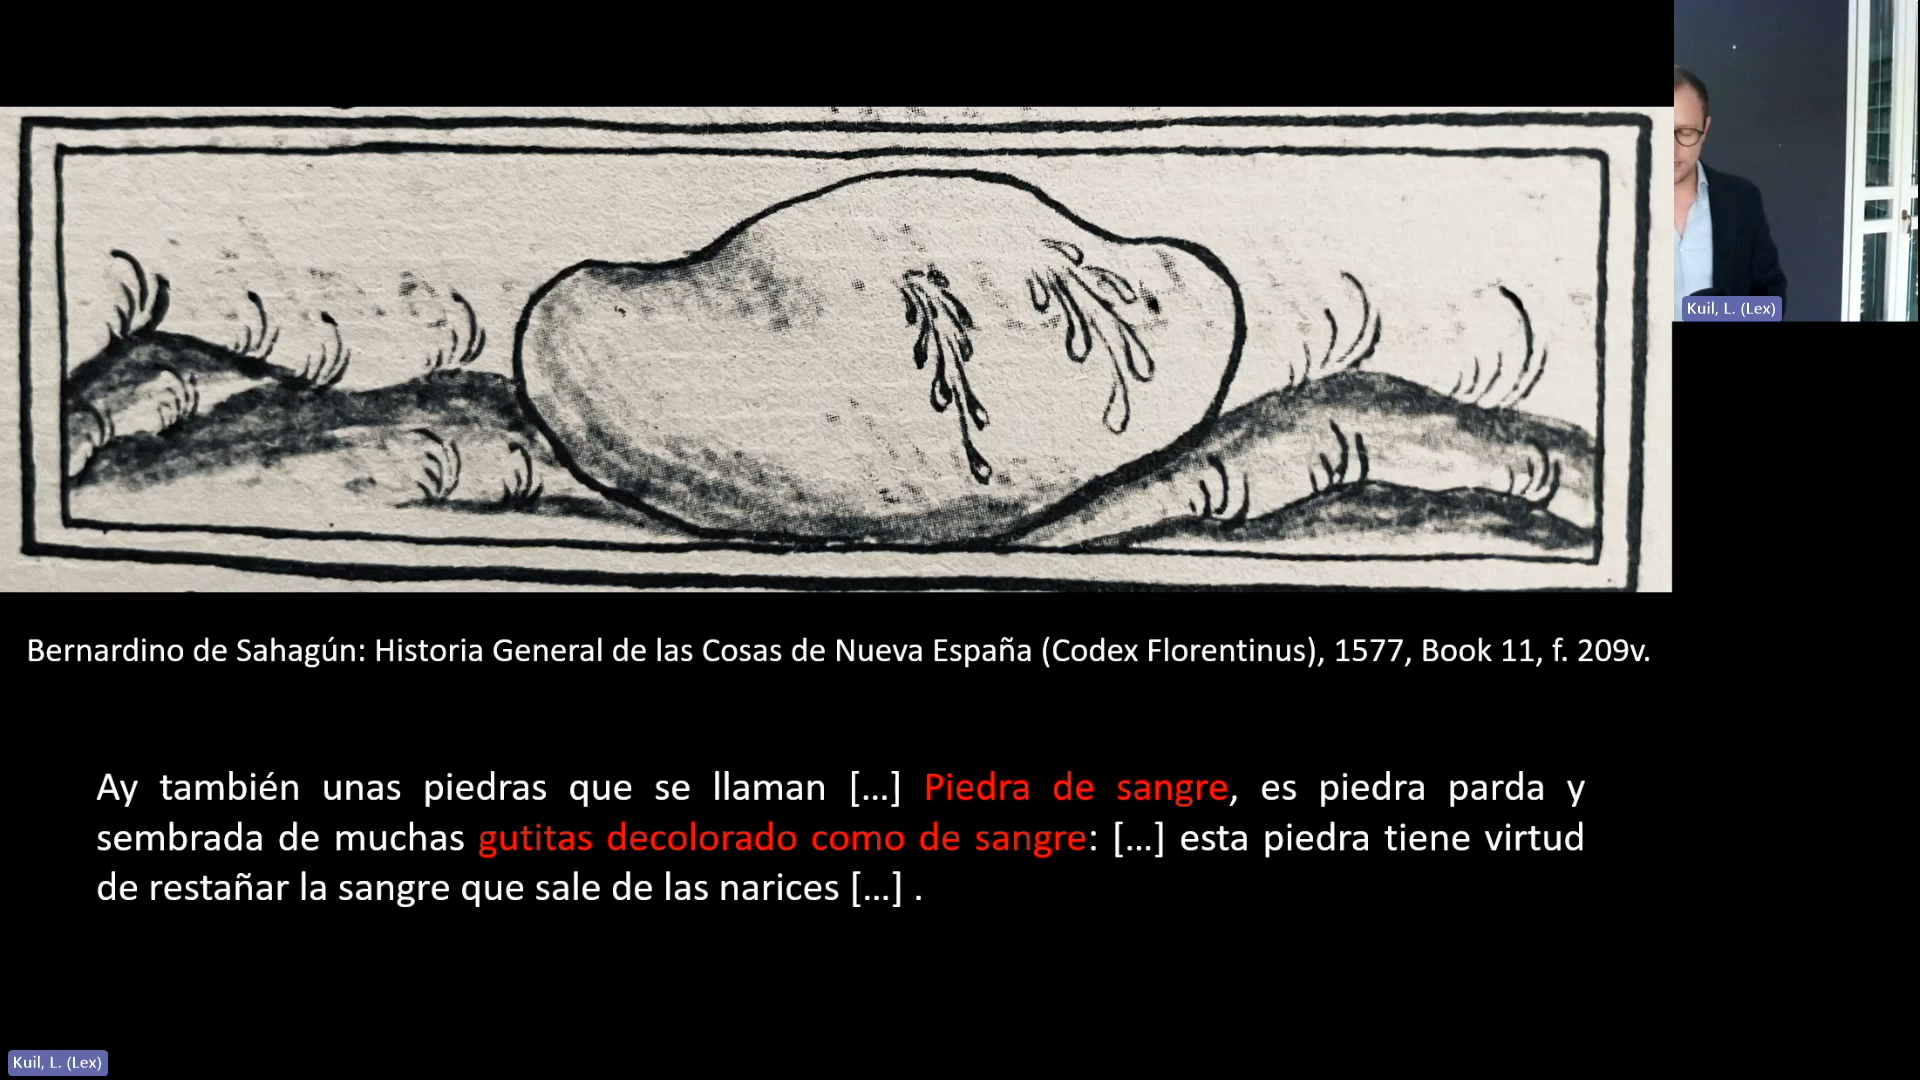 Kuil, L. (Lex)
Bernardino de Sahagún: Historia General de las Cosas de Nueva España (Codex Florentinus), 1577, Book 11, f. 209v.
Ay también unas piedras que se llaman [...] Piedra de sangre, es piedra parda y
sembrada de muchas gutitas decolorado como de sangre: [...] esta piedra tiene virtud
de restañar la sangre que sale de las narices [...] .
Kuil, L. (Lex)